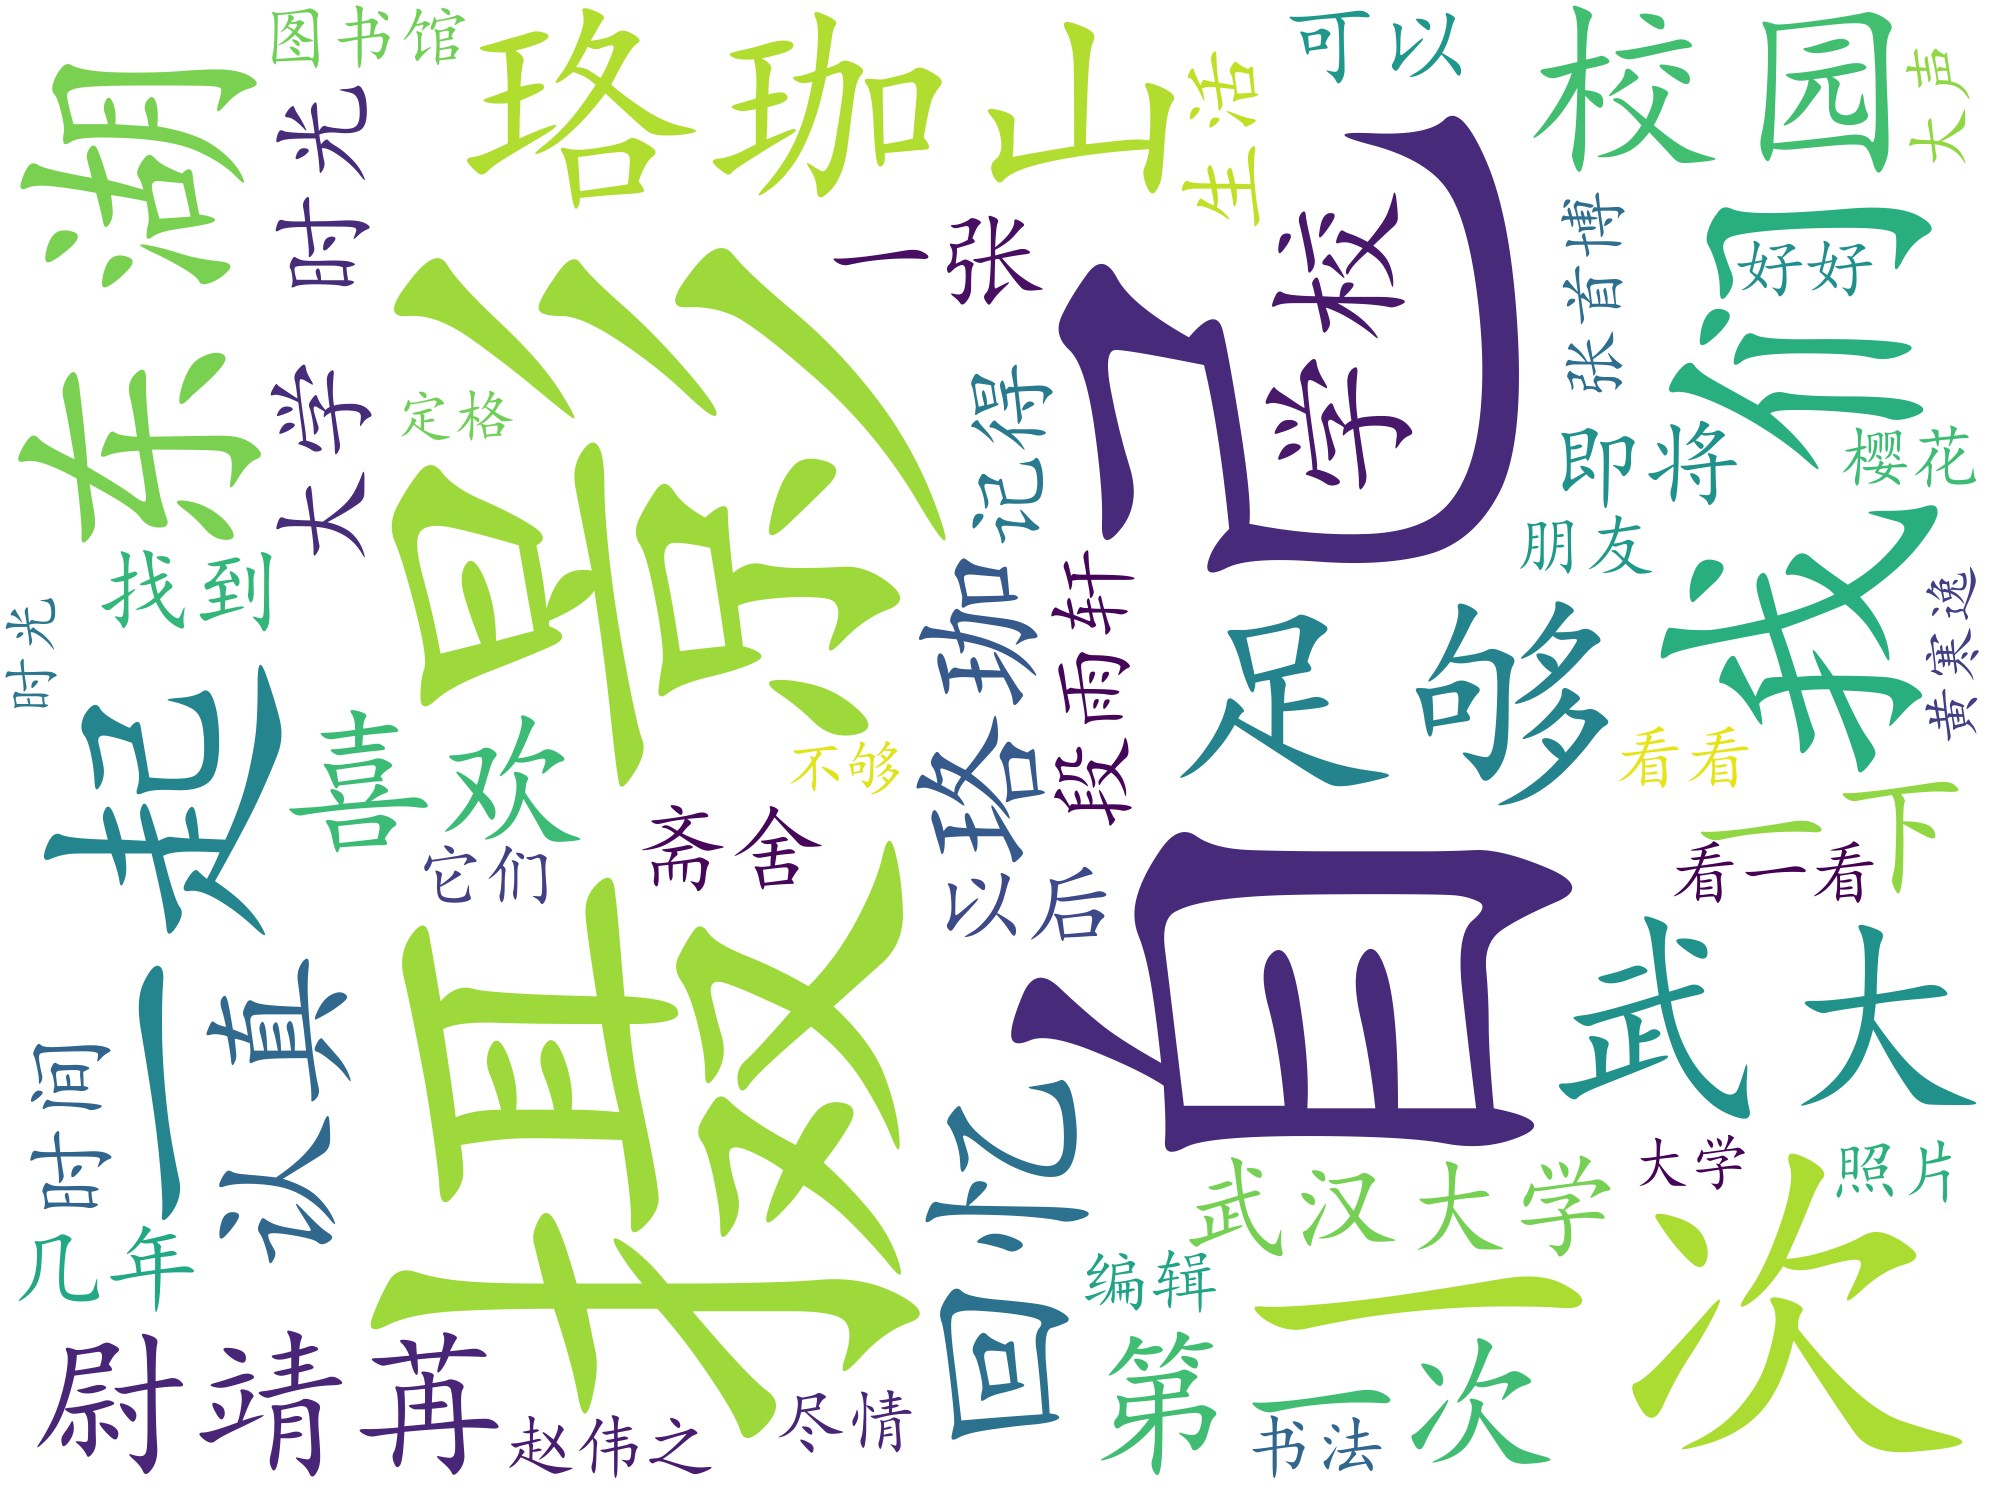 图书馆
珞珈山
可以
校园
大声
生活
东湖
时光
一张
学校
自己
张首博
我们
好好
摄影
大学
定格
记得
即将
樱花
朋友
找到
时光
珞珈
段雨轩
足够
黄寒逸
一起
喜欢
不够
看看
一下
斋舍
它们
以后
看一看
武大
认真
时间
回忆
大学
照片
武汉大学
几年
编辑
一次
第一次
尉靖苒
赵伟之
尽情
书法